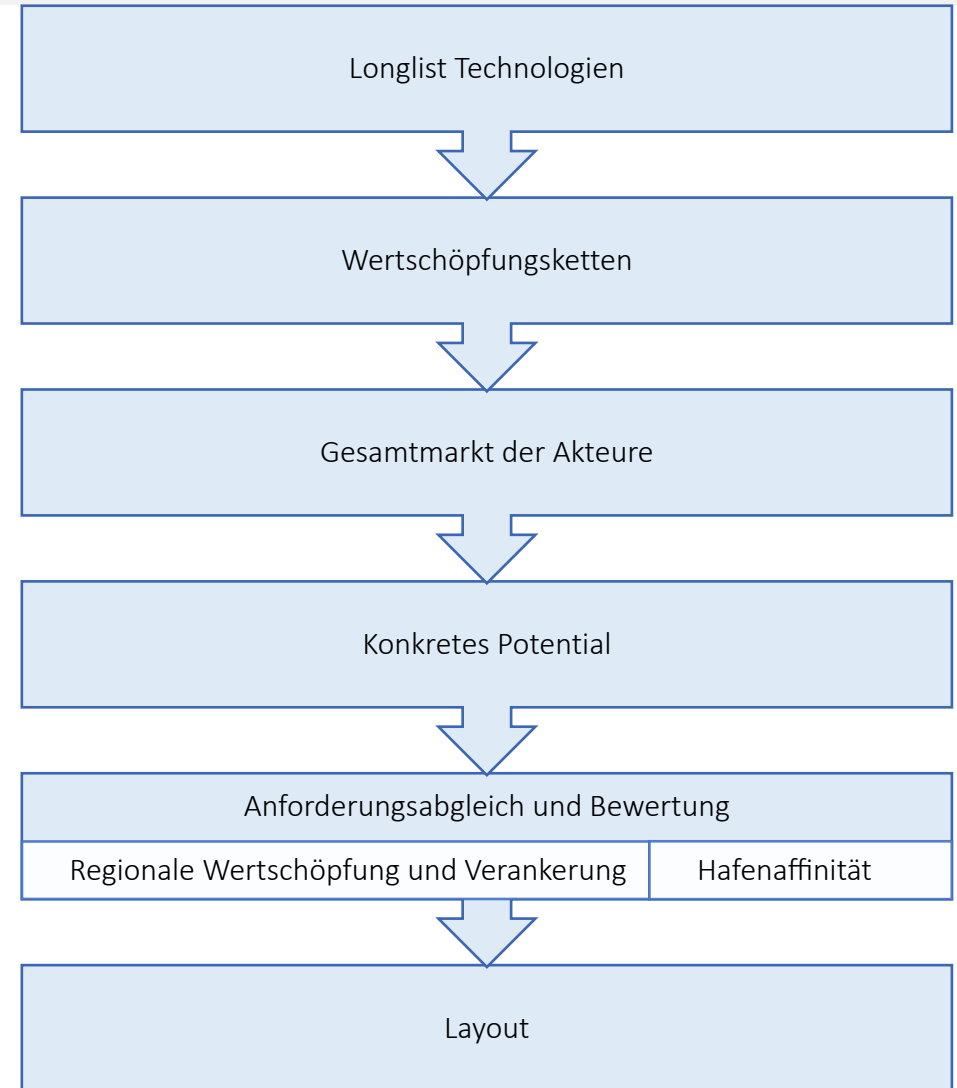 Longlist Technologien
Wertschöpfungsketten
Gesamtmarkt der Akteure
Konkretes Potential
Anforderungsabgleich und Bewertung
Regionale Wertschöpfung und Verankerung
Hafenaffinität
Layout